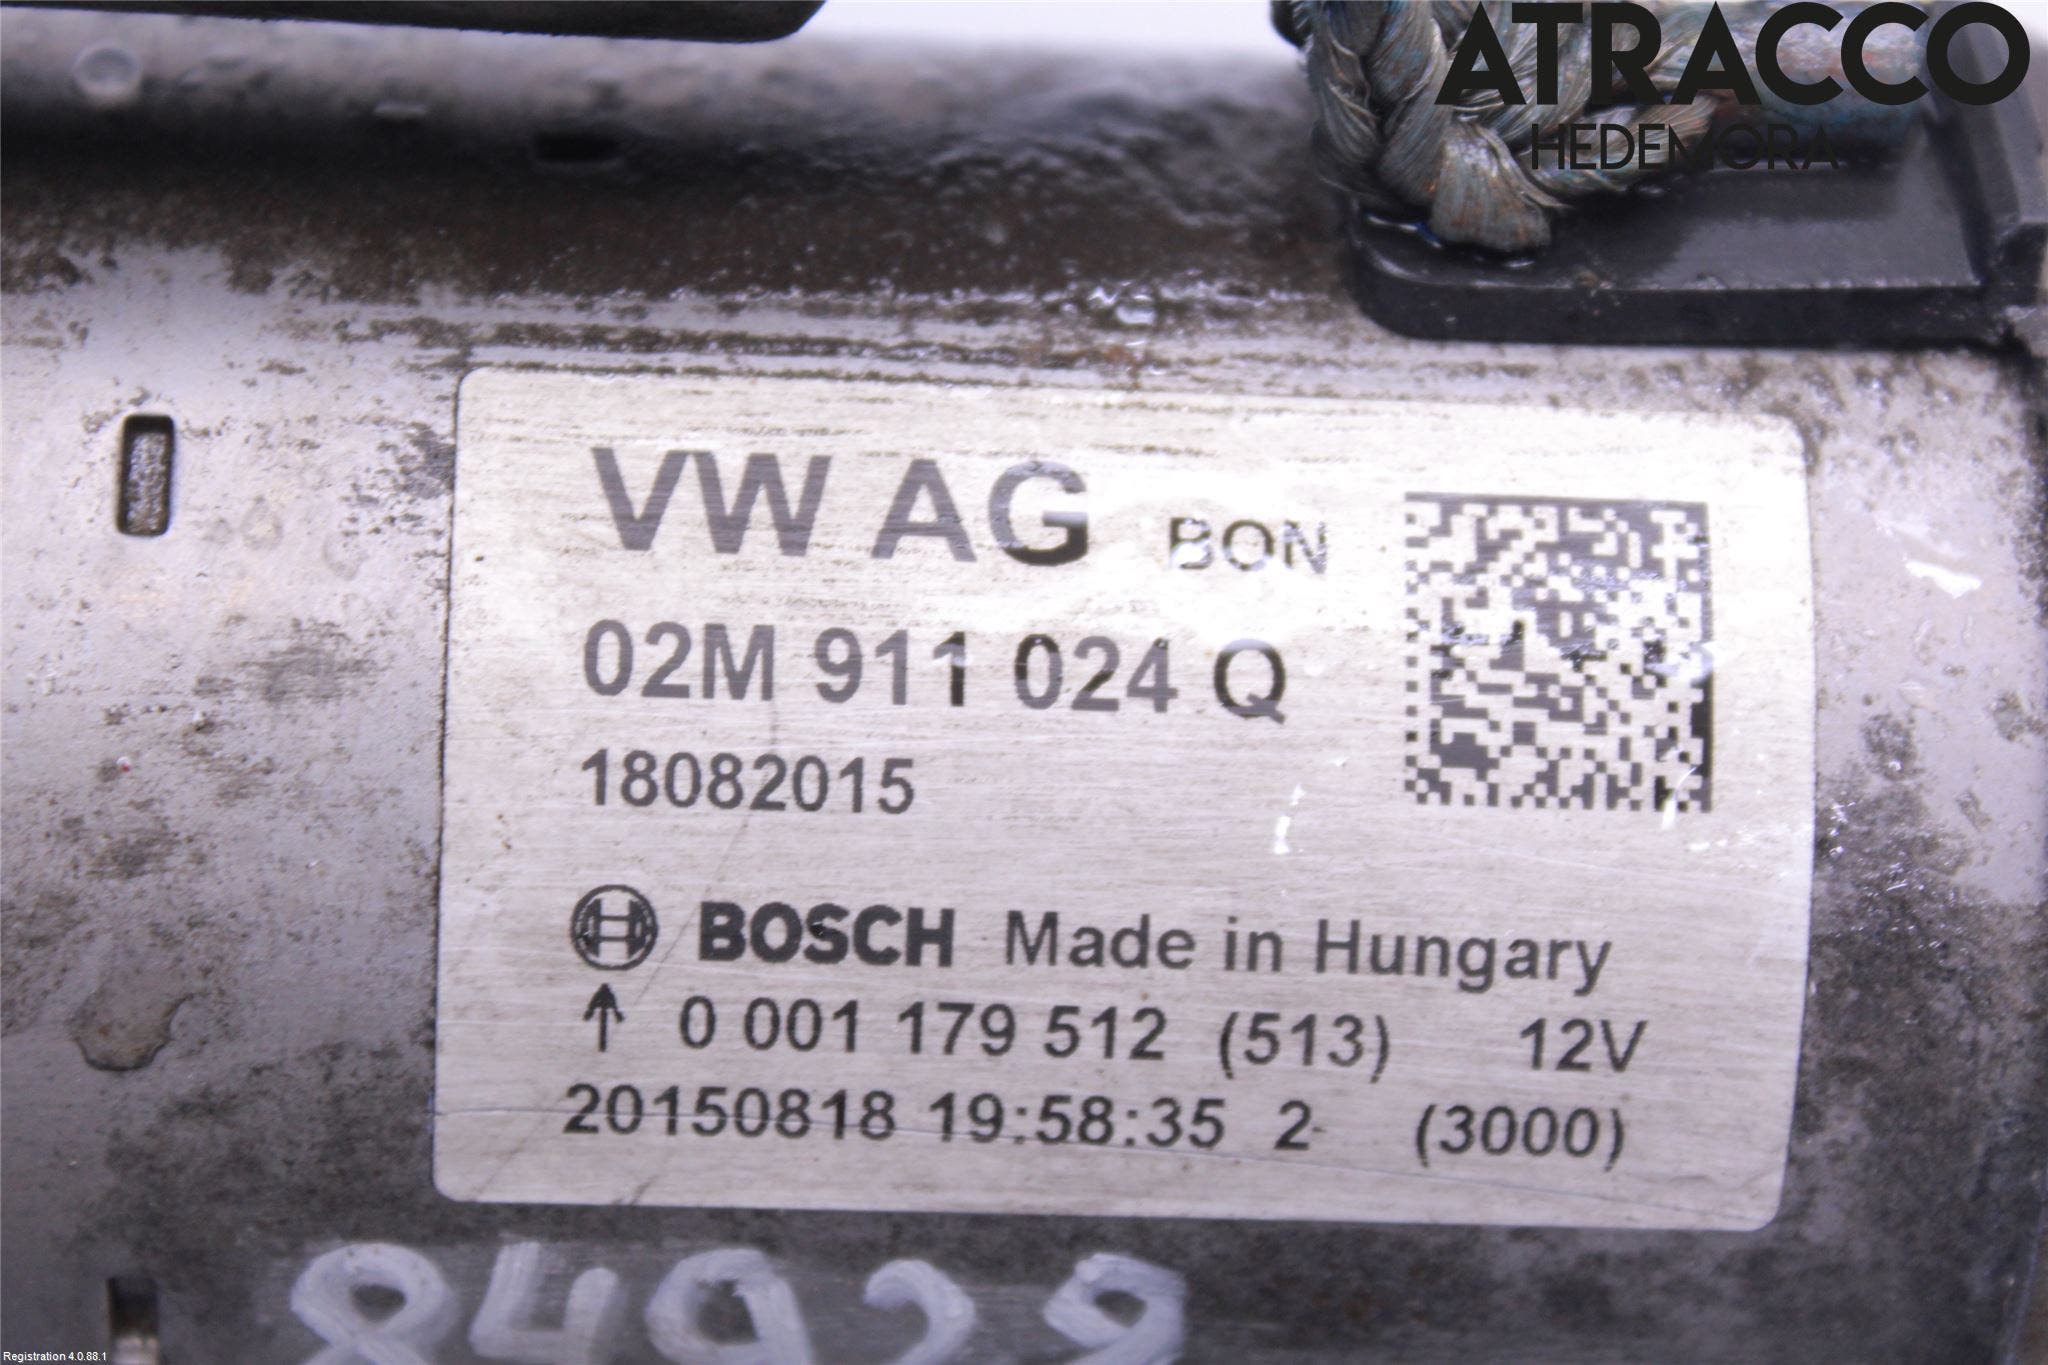 ATRACCO
HEDEMORA
VW AG BON
02M 911 024 Q
18082015
BOSCH Made in Hungary
↑ 0 001 179 512 (513) 12V
20150818 19:58:35 2 (3000)
Registration 4.0.88.1